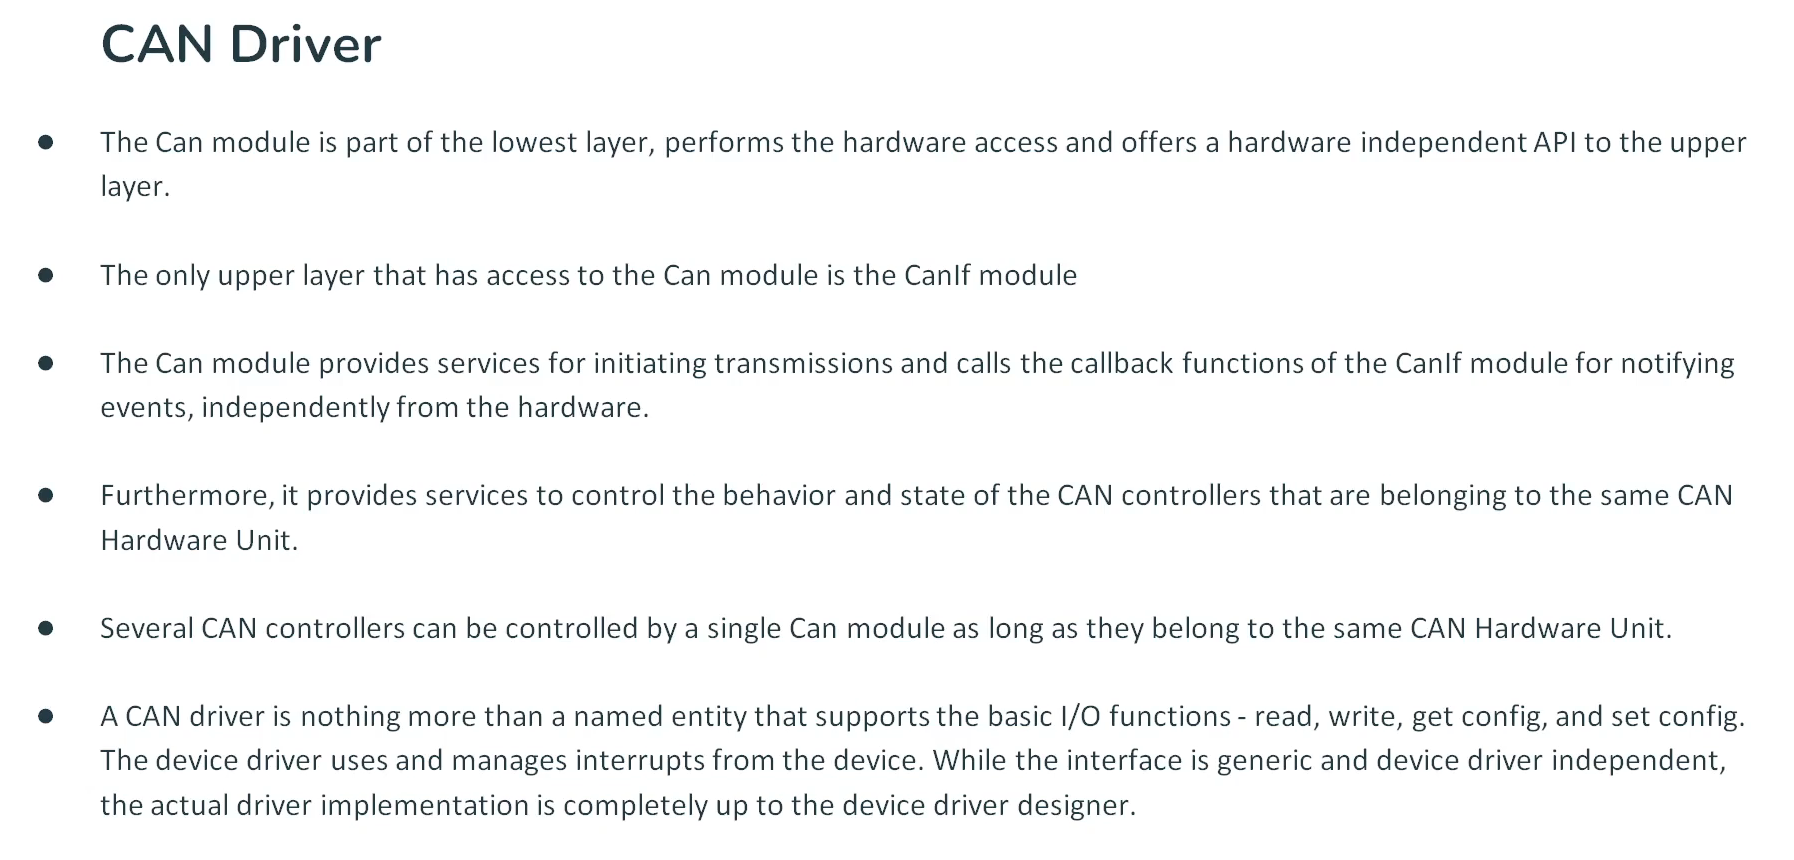 CAN Driver
● The Can module is part of the lowest layer, performs the hardware access and offers a hardware independent API to the upper
layer.
● The only upper layer that has access to the Can module is the CanIf module
● The Can module provides services for initiating transmissions and calls the callback functions of the CanIf module for notifying
events, independently from the hardware.
● Furthermore, it provides services to control the behavior and state of the CAN controllers that are belonging to the same CAN
Hardware Unit.
● Several CAN controllers can be controlled by a single Can module as long as they belong to the same CAN Hardware Unit.
● A CAN driver is nothing more than a named entity that supports the basic I/O functions - read, write, get config, and set config.
The device driver uses and manages interrupts from the device. While the interface is generic and device driver independent,
the actual driver implementation is completely up to the device driver designer.